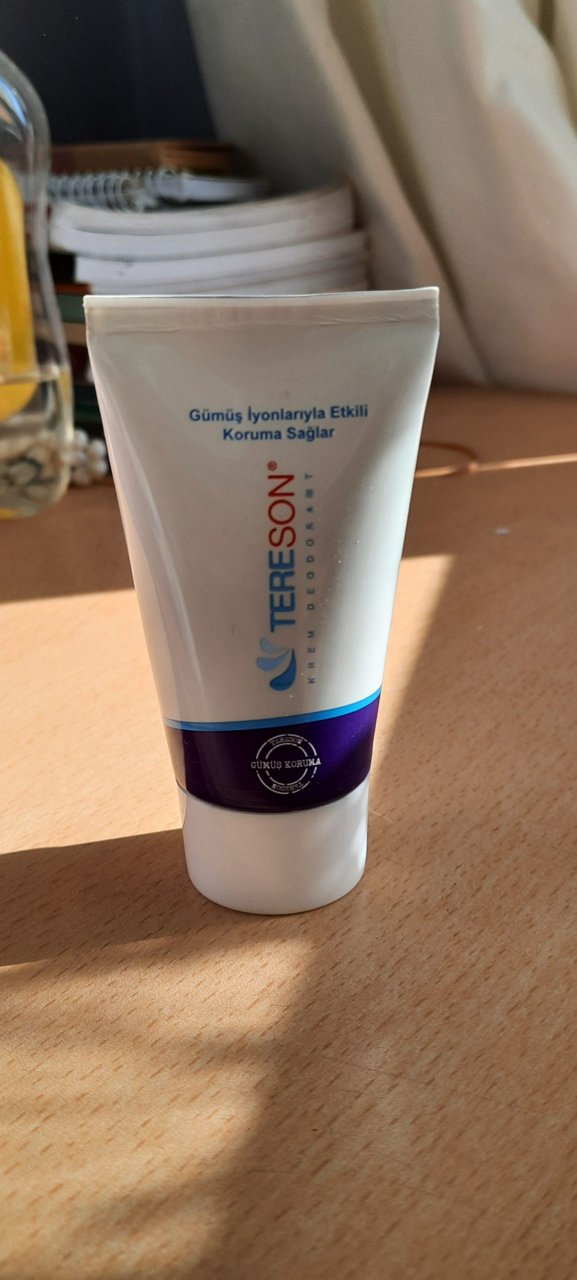 Gümüş İyonlarıyla Etkili
Koruma Sağlar
TERESON®
KREM DEODORANT
TERESON
GÜMÜŞ KORUMA